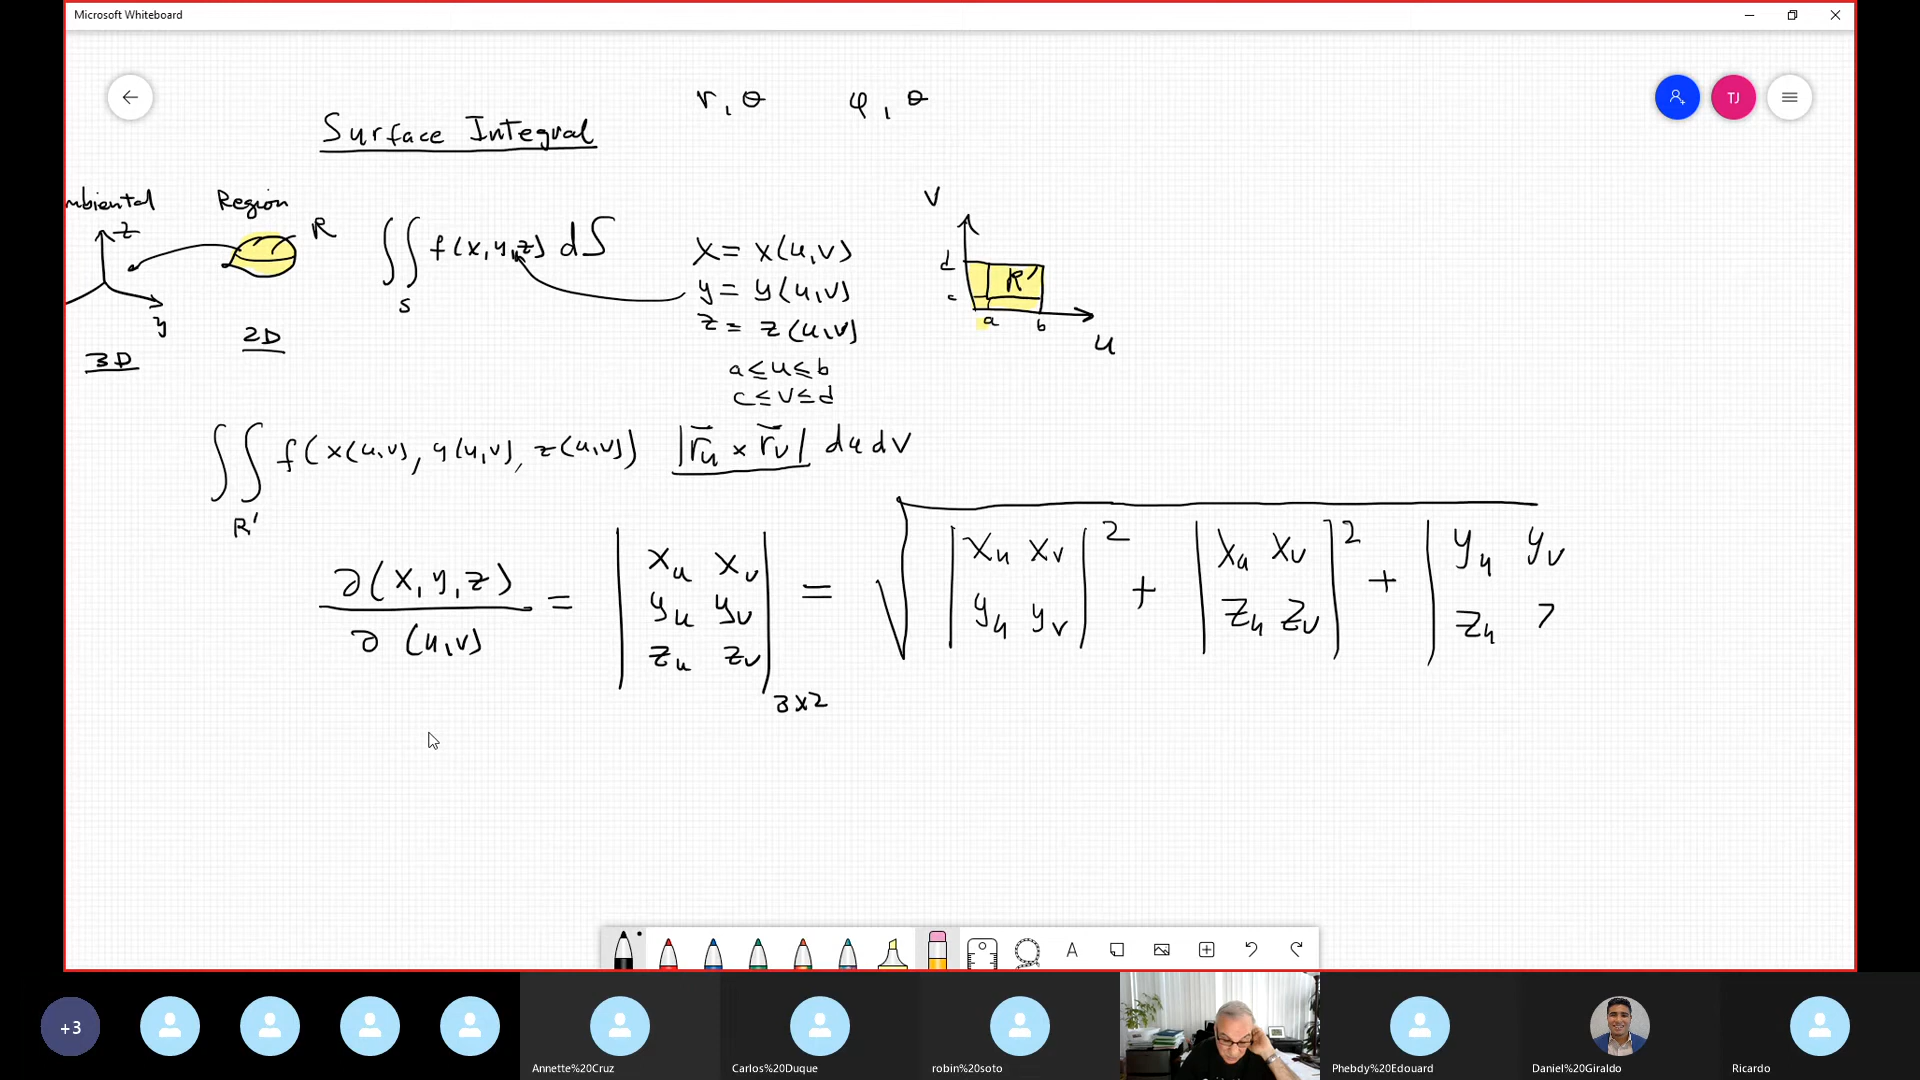 Microsoft Whiteboard
r, θ φ, θ
TJ
Surface Integral
mbiental Region
z R
y
3D 2D
∬ f(x,y,z) dS
S
x = x(u,v)
y = y(u,v)
z = z(u,v)
a ≤ u ≤ b
c ≤ v ≤ d
v
d R'
c
a b
u
∬ f(x(u,v), y(u,v), z(u,v)) |r̄u × r̄v| du dv
R'
∂(x,y,z) / ∂(u,v) = | xu xv yu yv zu zv | 3x2 = √ | xu xv yu yv |² + | xu xv zu zv |² + | yu yv zu
+3
Annette%20Cruz
Carlos%20Duque
robin%20soto
Phebdy%20Edouard
Daniel%20Giraldo
Ricardo